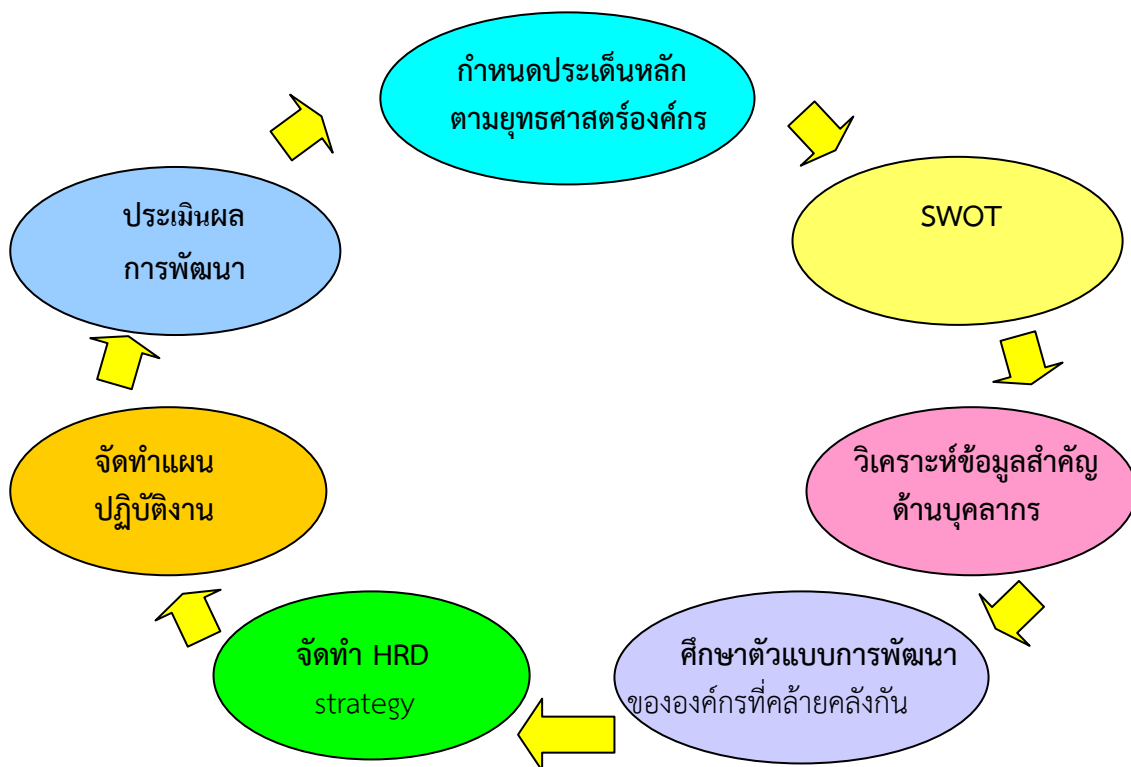 กำหนดประเด็นหลัก
ตามยุทธศาสตร์องค์กร
SWOT
วิเคราะห์ข้อมูลสำคัญ
ด้านบุคลากร
ศึกษาตัวแบบการพัฒนา
ขององค์กรที่คล้ายคลังกัน
จัดทำ HRD
strategy
จัดทำแผน
ปฏิบัติงาน
ประเมินผล
การพัฒนา